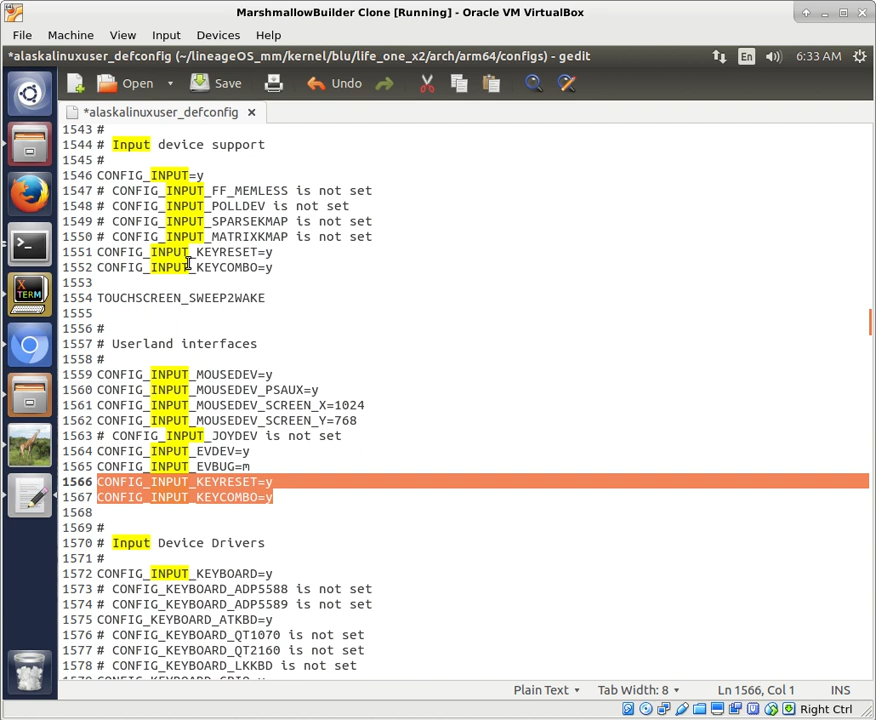 MarshmallowBuilder Clone [Running] - Oracle VM VirtualBox
File Machine View Input Devices Help
*alaskalinuxuser_defconfig (~/lineageOS_mm/kernel/blu/life_one_x2/arch/arm64/configs) - gedit En 6:33 AM
Open Save Undo
*alaskalinuxuser_defconfig
1543 #
1544 # Input device support
1545 #
1546 CONFIG_INPUT=y
1547 # CONFIG_INPUT_FF_MEMLESS is not set
1548 # CONFIG_INPUT_POLLDEV is not set
1549 # CONFIG_INPUT_SPARSEKMAP is not set
1550 # CONFIG_INPUT_MATRIXKMAP is not set
1551 CONFIG_INPUT_KEYRESET=y
1552 CONFIG_INPUT_KEYCOMBO=y
1553
1554 TOUCHSCREEN_SWEEP2WAKE
1555
1556 #
1557 # Userland interfaces
1558 #
1559 CONFIG_INPUT_MOUSEDEV=y
1560 CONFIG_INPUT_MOUSEDEV_PSAUX=y
1561 CONFIG_INPUT_MOUSEDEV_SCREEN_X=1024
1562 CONFIG_INPUT_MOUSEDEV_SCREEN_Y=768
1563 # CONFIG_INPUT_JOYDEV is not set
1564 CONFIG_INPUT_EVDEV=y
1565 CONFIG_INPUT_EVBUG=m
1566 CONFIG_INPUT_KEYRESET=y
1567 CONFIG_INPUT_KEYCOMBO=y
1568
1569 #
1570 # Input Device Drivers
1571 #
1572 CONFIG_INPUT_KEYBOARD=y
1573 # CONFIG_KEYBOARD_ADP5588 is not set
1574 # CONFIG_KEYBOARD_ADP5589 is not set
1575 CONFIG_KEYBOARD_ATKBD=y
1576 # CONFIG_KEYBOARD_QT1070 is not set
1577 # CONFIG_KEYBOARD_QT2160 is not set
1578 # CONFIG_KEYBOARD_LKKBD is not set
X TERM
Plain Text Tab Width: 8 Ln 1566, Col 1 INS
Right Ctrl